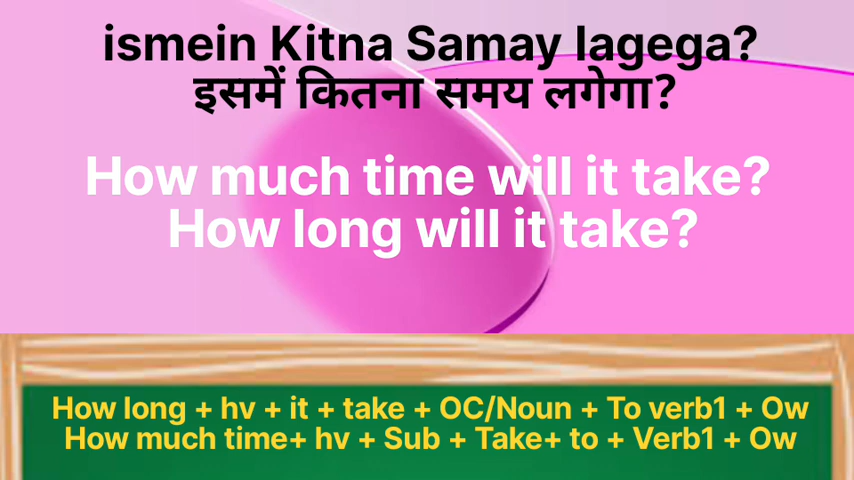 ismein Kitna Samay lagega?
इसमें कितना समय लगेगा?
How much time will it take?
How long will it take?
How long + hv + it + take + OC/Noun + To verb1 + Ow
How much time+ hv + Sub + Take+ to + Verb1 + Ow